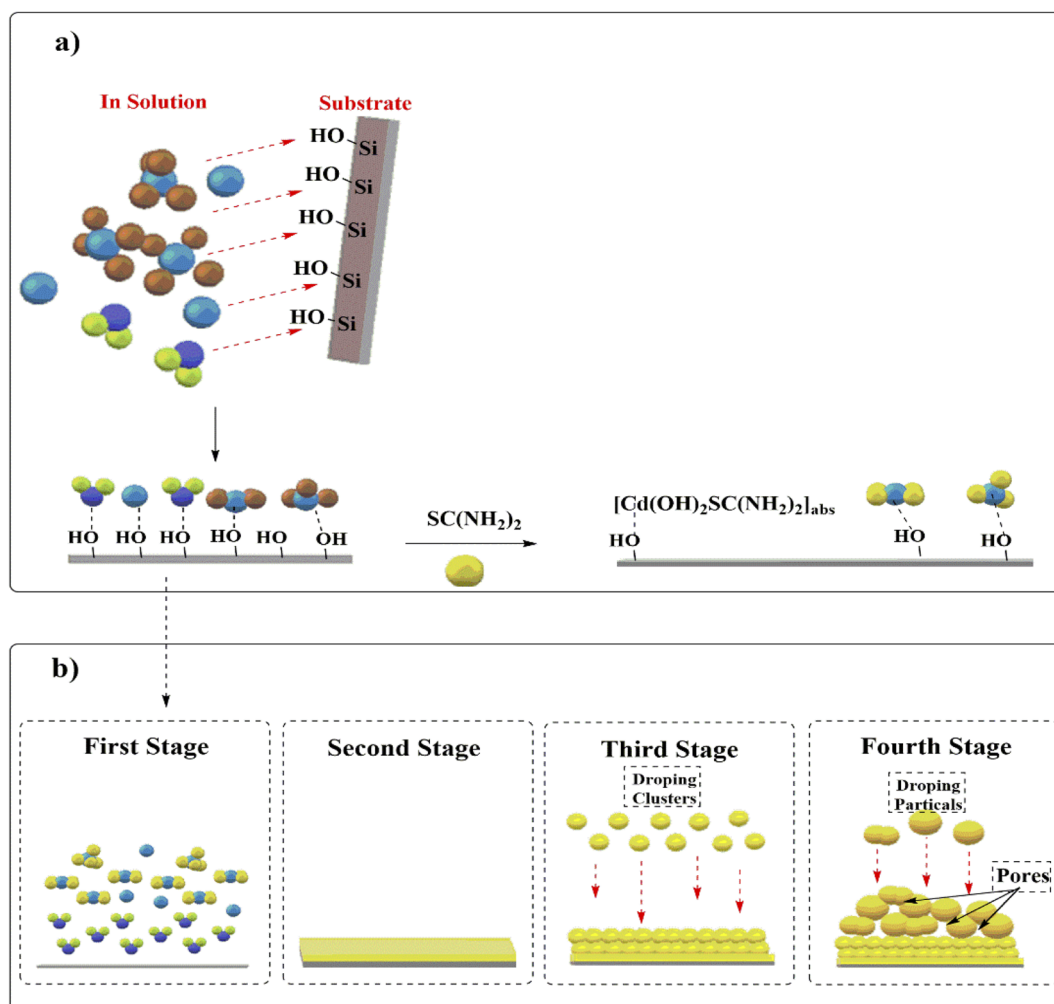 a)
In Solution
Substrate
HO
Si
HO
Si
HO
Si
HO
Si
HO
Si
HO
HO
HO
HO
HO
OH
SC(NH₂)₂
[Cd(OH)₂SC(NH₂)₂]abs
HO
HO
HO
b)
First Stage
Second Stage
Third Stage
Droping
Clusters
Fourth Stage
Droping
Particals
Pores